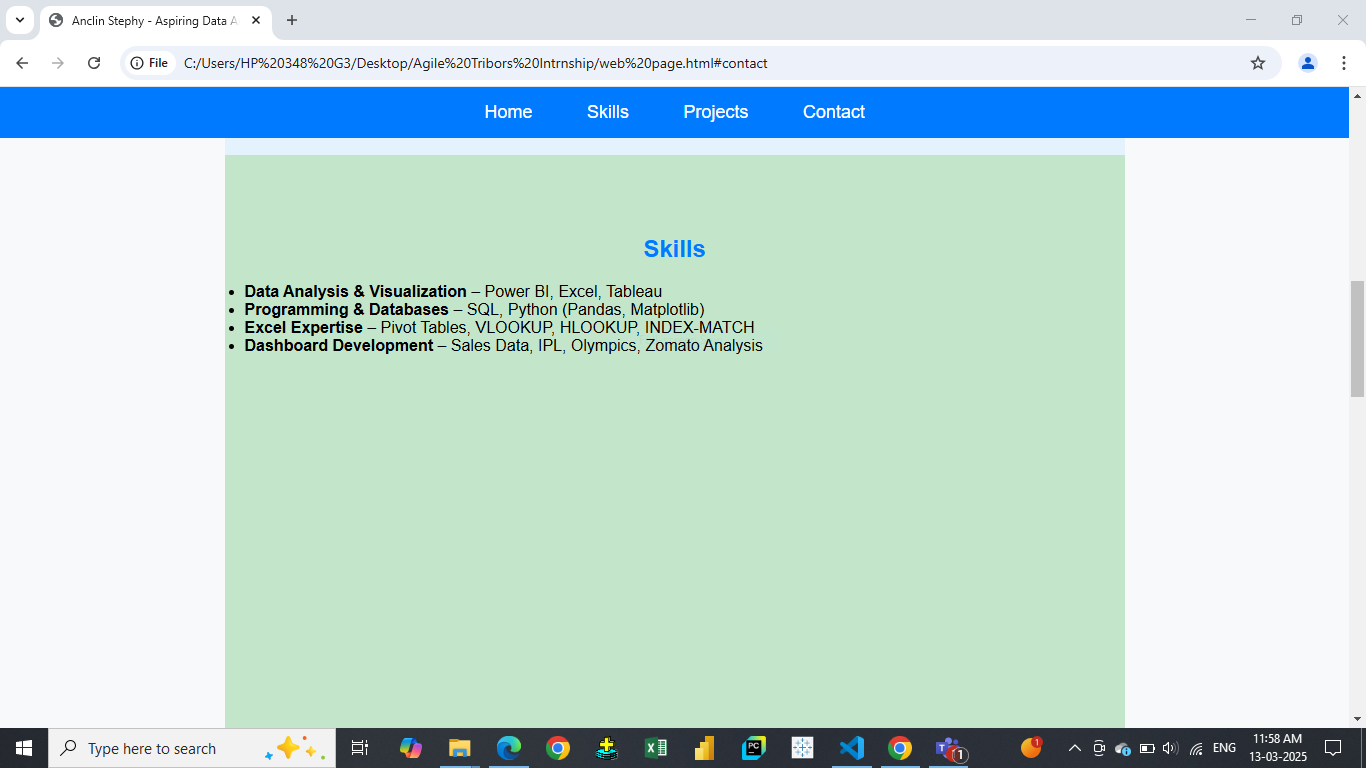 Anclin Stephy - Aspiring Data A
File
C:/Users/HP%20348%20G3/Desktop/Agile%20Tribors%20Intrnship/web%20page.html#contact
Home Skills Projects Contact
Skills
• Data Analysis & Visualization – Power BI, Excel, Tableau
• Programming & Databases – SQL, Python (Pandas, Matplotlib)
• Excel Expertise – Pivot Tables, VLOOKUP, HLOOKUP, INDEX-MATCH
• Dashboard Development – Sales Data, IPL, Olympics, Zomato Analysis
Type here to search
PC
1
1
ENG
11:58 AM
13-03-2025